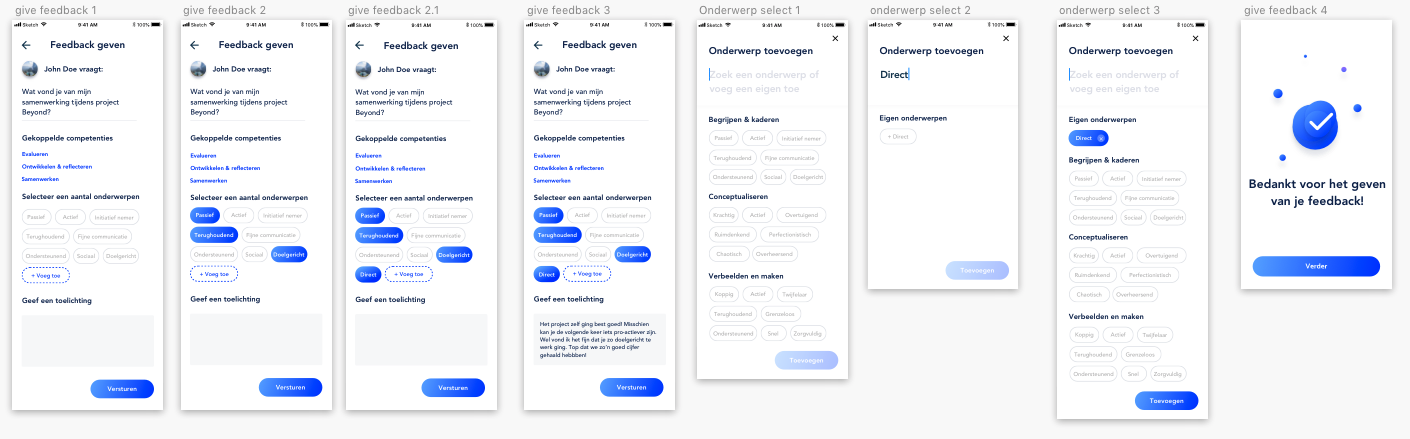 give feedback 1
Sketch
9:41 AM
100%
Feedback geven
John Doe vraagt:
Wat vond je van mijn
samenwerking tijdens project
Beyond?
Gekoppelde competenties
Evalueren
Ontwikkelen & reflecteren
Samenwerken
Selecteer een aantal onderwerpen
Passief
Actief
Initiatief nemer
Terughoudend
Fijne communicatie
Ondersteunend
Sociaal
Doelgericht
+ Voeg toe
Geef een toelichting
Versturen
give feedback 2
Sketch
9:41 AM
100%
Feedback geven
John Doe vraagt:
Wat vond je van mijn
samenwerking tijdens project
Beyond?
Gekoppelde competenties
Evalueren
Ontwikkelen & reflecteren
Samenwerken
Selecteer een aantal onderwerpen
Passief
Actief
Initiatief nemer
Terughoudend
Fijne communicatie
Ondersteunend
Sociaal
Doelgericht
+ Voeg toe
Geef een toelichting
Versturen
give feedback 2.1
Sketch
9:41 AM
100%
Feedback geven
John Doe vraagt:
Wat vond je van mijn
samenwerking tijdens project
Beyond?
Gekoppelde competenties
Evalueren
Ontwikkelen & reflecteren
Samenwerken
Selecteer een aantal onderwerpen
Passief
Actief
Initiatief nemer
Terughoudend
Fijne communicatie
Ondersteunend
Sociaal
Doelgericht
Direct
+ Voeg toe
Geef een toelichting
Versturen
give feedback 3
Sketch
9:41 AM
100%
Feedback geven
John Doe vraagt:
Wat vond je van mijn
samenwerking tijdens project
Beyond?
Gekoppelde competenties
Evalueren
Ontwikkelen & reflecteren
Samenwerken
Selecteer een aantal onderwerpen
Passief
Actief
Initiatief nemer
Terughoudend
Fijne communicatie
Ondersteunend
Sociaal
Doelgericht
Direct
+ Voeg toe
Geef een toelichting
Het project zelf ging best goed! Misschien
kan je de volgende keer iets pro-actiever zijn.
Wel vond ik het fijn dat je zo doelgericht te
werk ging. Top dat we zo'n goed cijfer
gehaald hebbben!
Versturen
Onderwerp select 1
Sketch
9:41 AM
100%
Onderwerp toevoegen
Zoek een onderwerp of
voeg een eigen toe
Begrijpen & kaderen
Passief
Actief
Initiatief nemer
Terughoudend
Fijne communicatie
Ondersteunend
Sociaal
Doelgericht
Conceptualiseren
Krachtig
Actief
Overtuigend
Ruimdenkend
Perfectionistisch
Chaotisch
Overheersend
Verbeelden en maken
Koppig
Actief
Twijfelaar
Terughoudend
Grenzeloos
Ondersteunend
Snel
Zorgvuldig
Toevoegen
onderwerp select 2
Sketch
9:41 AM
100%
Onderwerp toevoegen
Direct
Eigen onderwerpen
+ Direct
Toevoegen
onderwerp select 3
Sketch
9:41 AM
100%
Onderwerp toevoegen
Zoek een onderwerp of
voeg een eigen toe
Eigen onderwerpen
Direct
Begrijpen & kaderen
Passief
Actief
Initiatief nemer
Terughoudend
Fijne communicatie
Ondersteunend
Sociaal
Doelgericht
Conceptualiseren
Krachtig
Actief
Overtuigend
Ruimdenkend
Perfectionistisch
Chaotisch
Overheersend
Verbeelden en maken
Koppig
Actief
Twijfelaar
Terughoudend
Grenzeloos
Ondersteunend
Snel
Zorgvuldig
Toevoegen
give feedback 4
Sketch
9:41 AM
100%
Bedankt voor het geven
van je feedback!
Verder